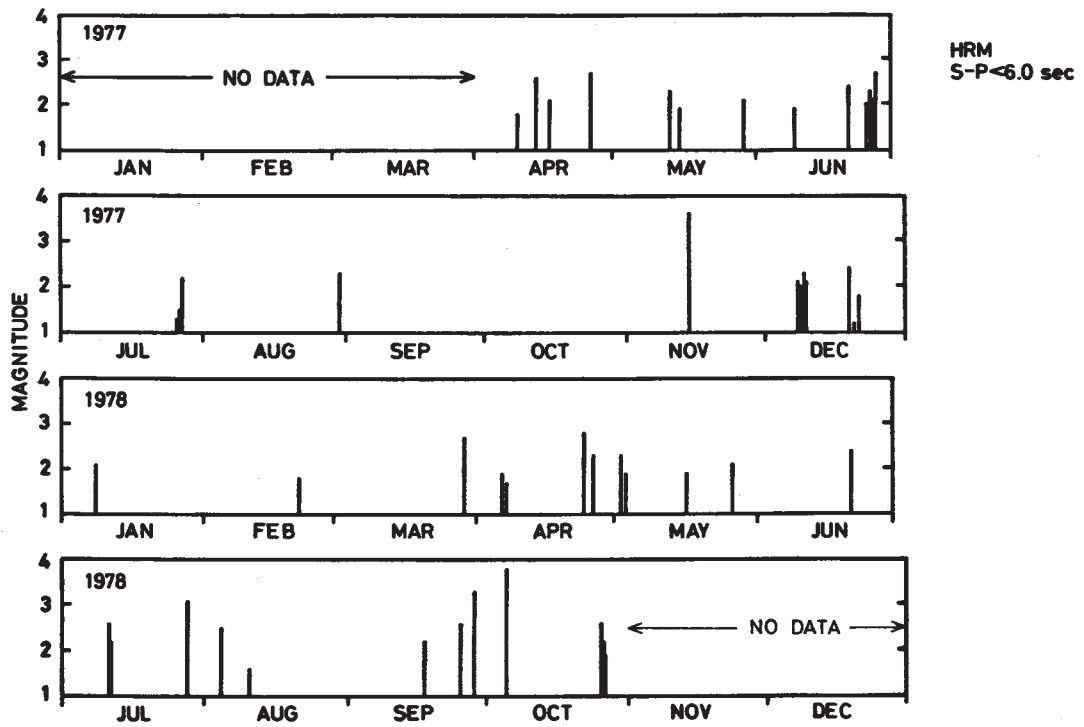 HRM
S-P<6.0 sec
MAGNITUDE
4
3
2
1
1977
NO DATA
JAN FEB MAR APR MAY JUN
4
3
2
1
1977
JUL AUG SEP OCT NOV DEC
4
3
2
1
1978
JAN FEB MAR APR MAY JUN
4
3
2
1
1978
NO DATA
JUL AUG SEP OCT NOV DEC